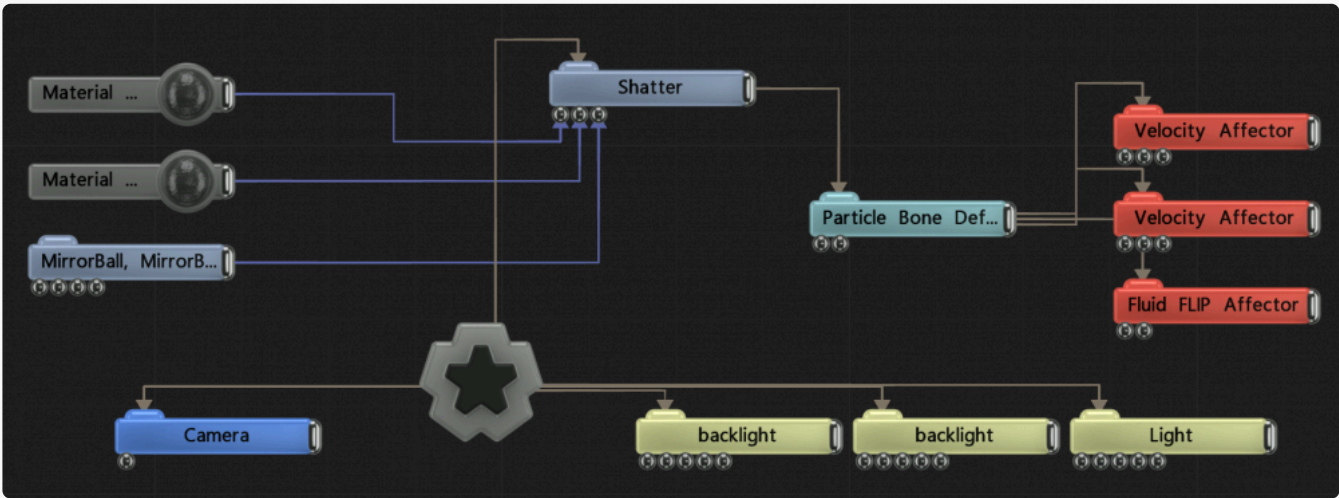 Material ...
Shatter
Velocity Affector
Material ...
Particle Bone Def...
Velocity Affector
MirrorBall, MirrorB...
Fluid FLIP Affector
Camera
backlight
backlight
Light